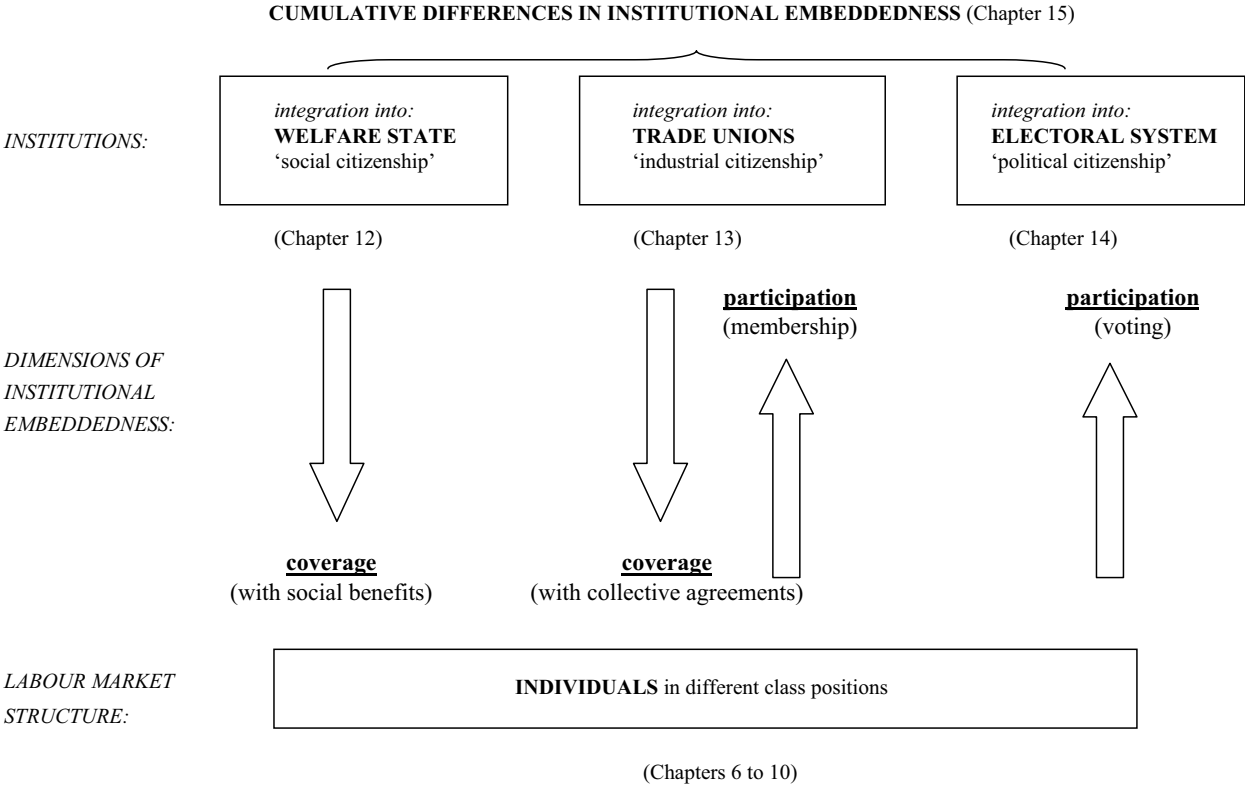 CUMULATIVE DIFFERENCES IN INSTITUTIONAL EMBEDDEDNESS (Chapter 15)
INSTITUTIONS:
integration into:
WELFARE STATE
‘social citizenship’
integration into:
TRADE UNIONS
‘industrial citizenship’
integration into:
ELECTORAL SYSTEM
‘political citizenship’
(Chapter 12)
(Chapter 13)
(Chapter 14)
DIMENSIONS OF
INSTITUTIONAL
EMBEDDEDNESS:
participation
(membership)
participation
(voting)
coverage
(with social benefits)
coverage
(with collective agreements)
LABOUR MARKET
STRUCTURE:
INDIVIDUALS in different class positions
(Chapters 6 to 10)